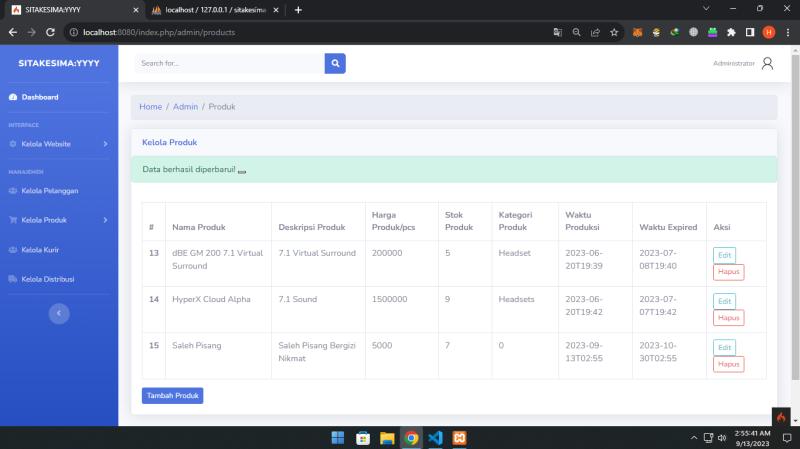 SITAKESIMA:YYYY
localhost / 127.0.0.1 / sitakesima
localhost:8080/index.php/admin/products
SITAKESIMA:YYYY
Search for...
Administrator
Dashboard
INTERFACE
Kelola Website
MANAJEMEN
Kelola Pelanggan
Kelola Produk
Kelola Kurir
Kelola Distribusi
Home / Admin / Produk
Kelola Produk
Data berhasil diperbarui!
# Nama Produk Deskripsi Produk Harga Produk/pcs Stok Produk Kategori Produk Waktu Produksi Waktu Expired Aksi
13 dBE GM 200 7.1 Virtual Surround 7.1 Virtual Surround 200000 5 Headset 2023-06-20T19:39 2023-07-08T19:40 Edit Hapus
14 HyperX Cloud Alpha 7.1 Sound 1500000 9 Headsets 2023-06-20T19:42 2023-07-07T19:42 Edit Hapus
15 Saleh Pisang Saleh Pisang Bergizi Nikmat 5000 7 0 2023-09-13T02:55 2023-10-30T02:55 Edit Hapus
Tambah Produk
2:55:41 AM
9/13/2023